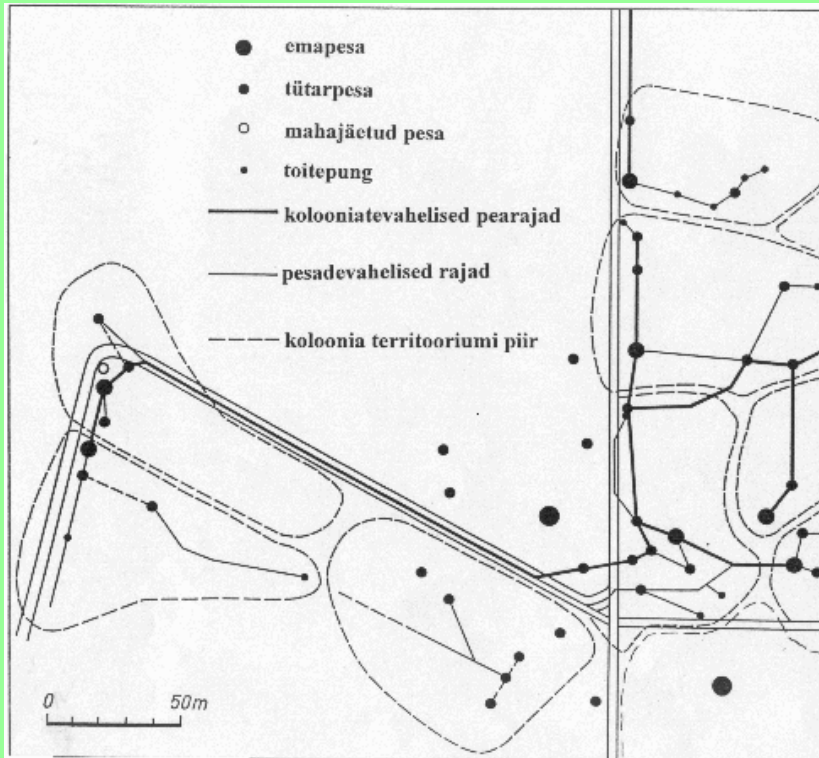 emapesa
tütarpesa
mahajäetud pesa
toitepung
kolooniatevahelised pearajad
pesadevahelised rajad
koloonia territooriumi piir
0 50m